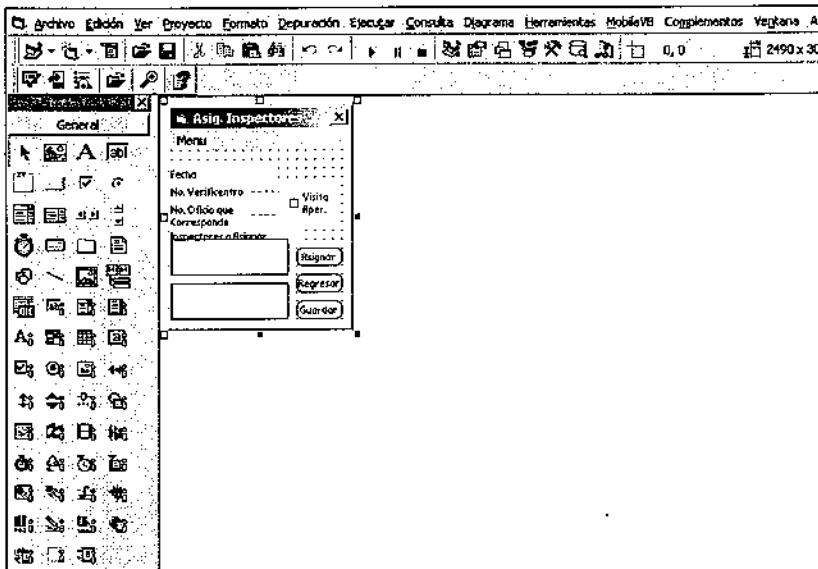 Archivo Edición Ver Proyecto Formato Depuración Ejecutar Consulta Diagrama Herramientas MobileVB Complementos Ventana A
0, 0 2490 x 30
General
Asig. Inspectores
Menu
Fecha
No. Verificentro
Visita
Aper.
No. Oficio que
Corresponda
Inspectores a Asignar
Asignar
Regresar
Guardar